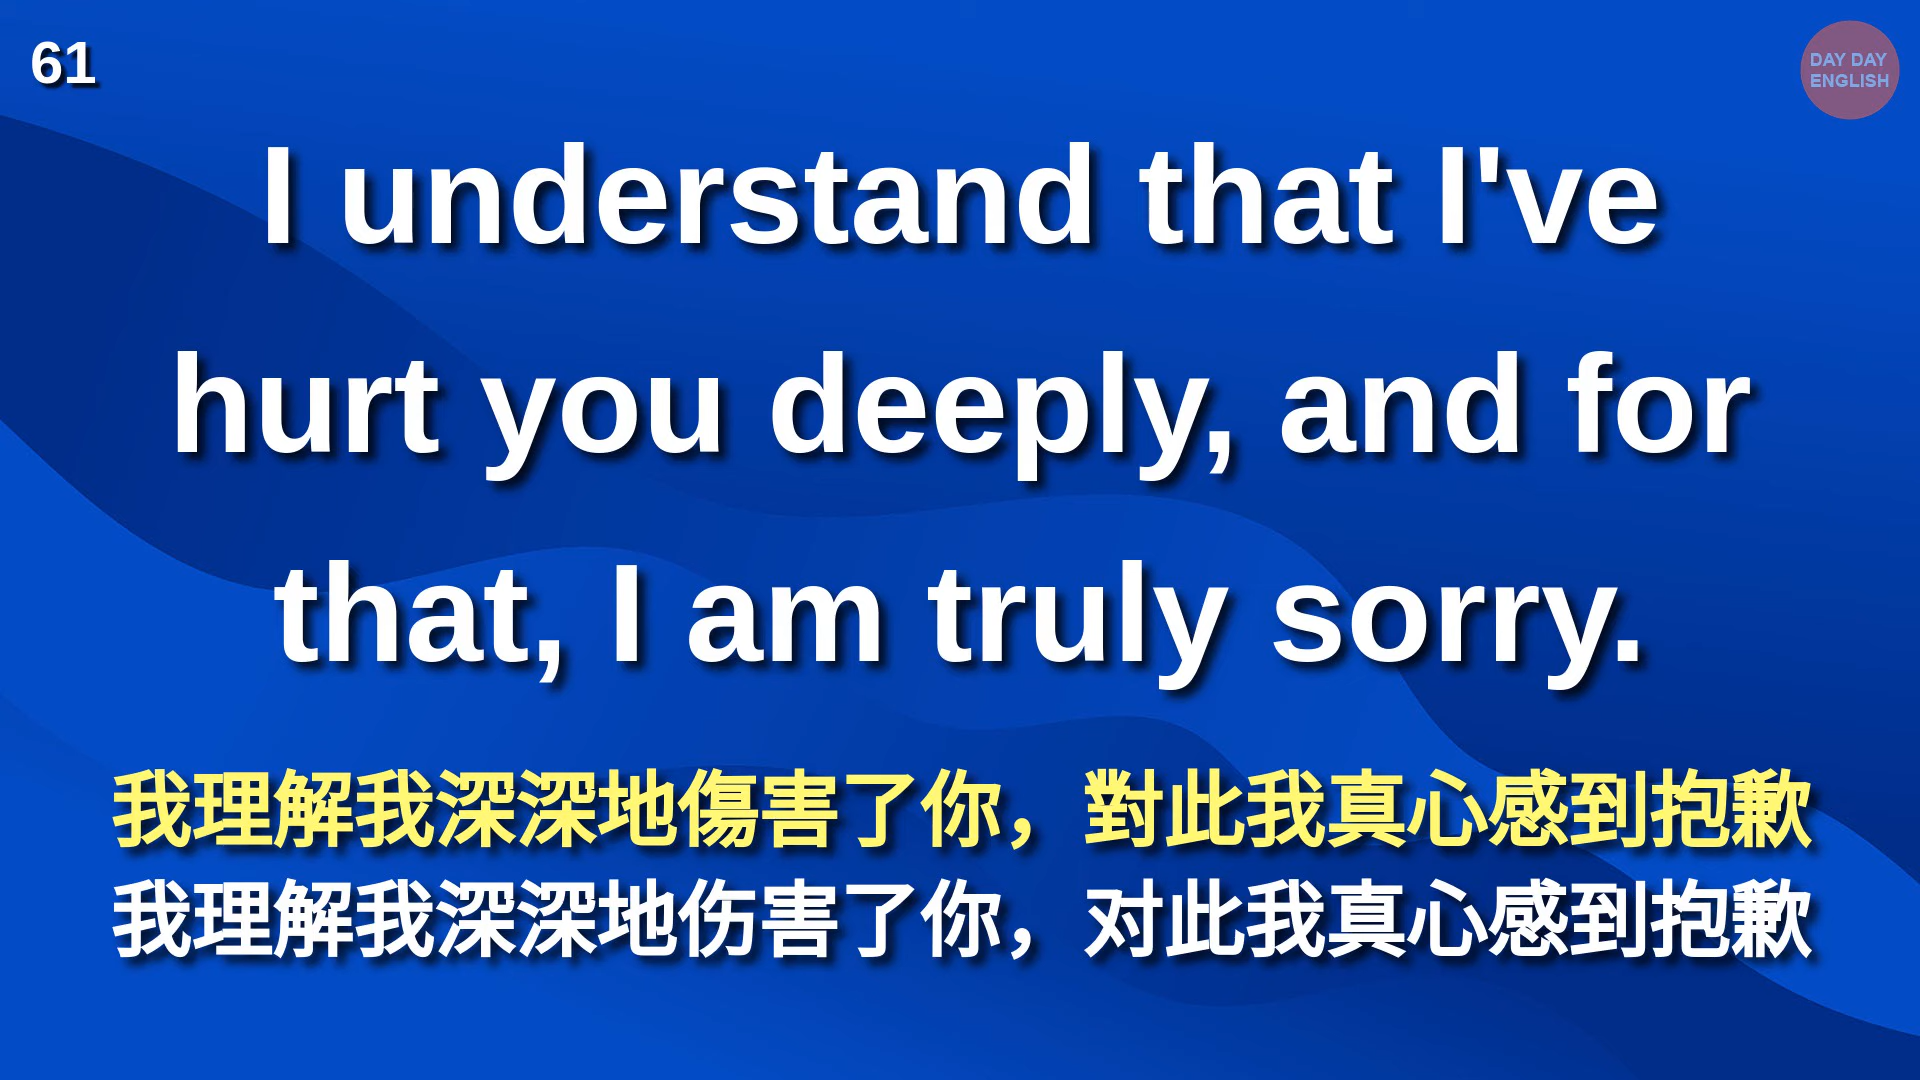 61
DAY DAY
ENGLISH
I understand that I've
hurt you deeply, and for
that, I am truly sorry.
我理解我深深地傷害了你，對此我真心感到抱歉
我理解我深深地伤害了你，对此我真心感到抱歉